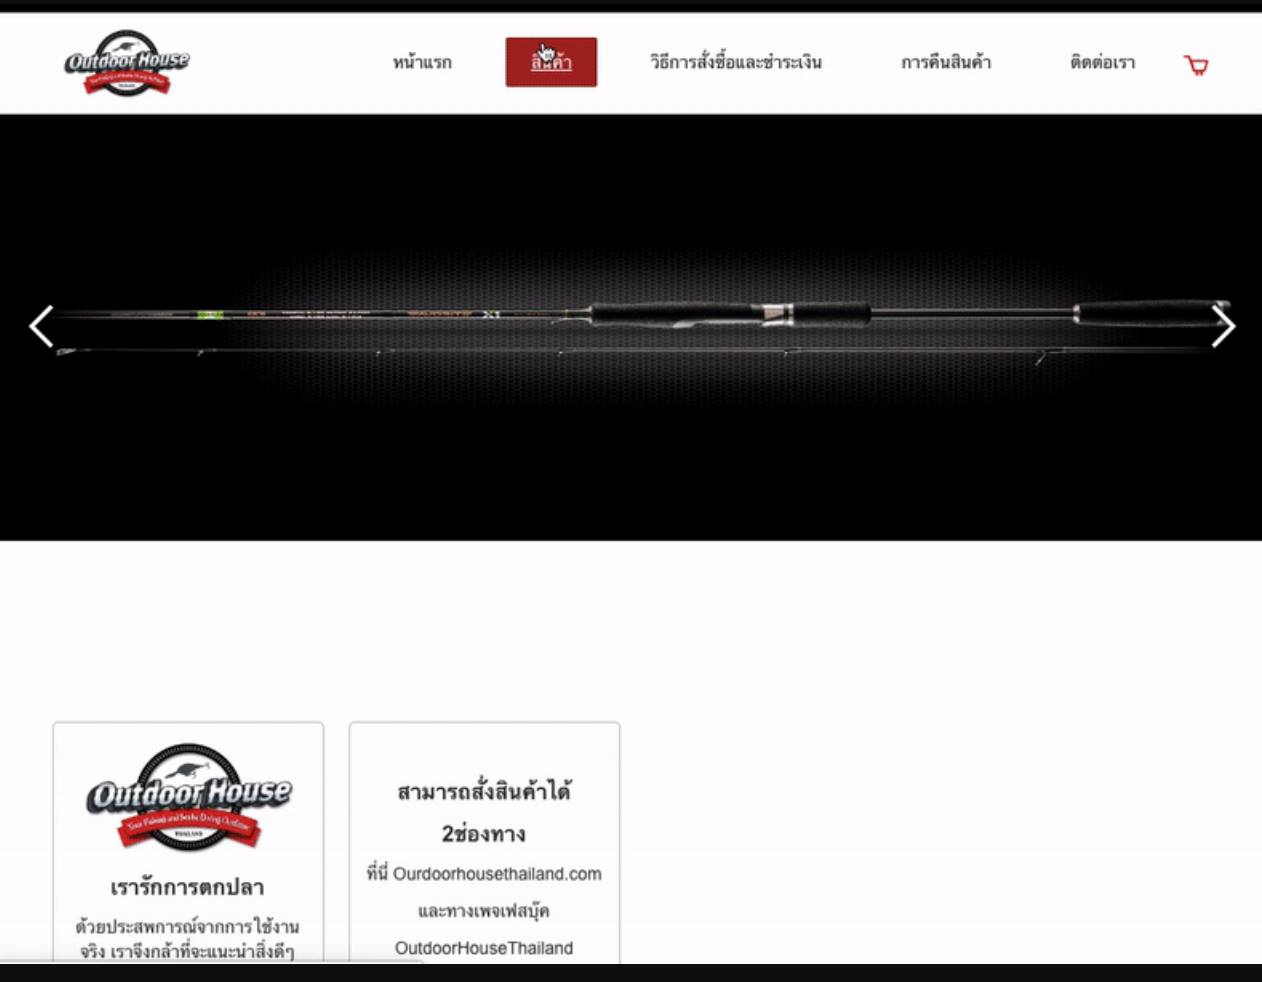 Outdoor House
THAILAND
หน้าแรก
สินค้า
วิธีการสั่งซื้อและชำระเงิน
การคืนสินค้า
ติดต่อเรา
X1
Outdoor House
THAILAND
เรารักการตกปลา
ด้วยประสพการณ์จากการใช้งาน
จริง เราจึงกล้าที่จะแนะนำสิ่งดีๆ
สามารถสั่งสินค้าได้
2ช่องทาง
ที่นี่ Ourdoorhousethailand.com
และทางเพจเฟสบุ๊ค
OutdoorHouseThailand